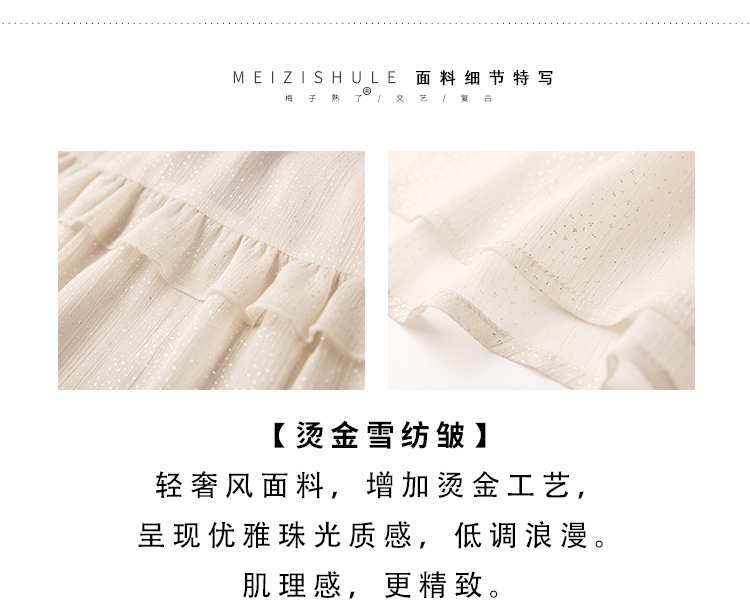 MEIZISHULE 面料细节特写
梅子熟了®/文艺/复古
【烫金雪纺皱】
轻奢风面料，增加烫金工艺，
呈现优雅珠光质感，低调浪漫。
肌理感，更精致。